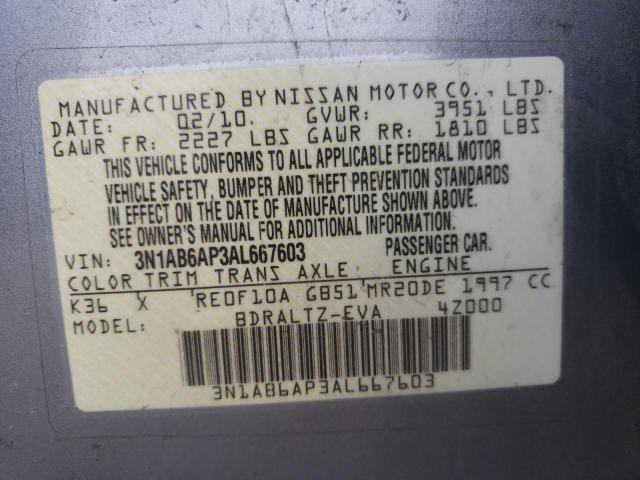 MANUFACTURED BY NISSAN MOTOR CO., LTD.
DATE: 02/10. GVWR: 3951 LBS
GAWR FR: 2227 LBS GAWR RR: 1810 LBS
THIS VEHICLE CONFORMS TO ALL APPLICABLE FEDERAL MOTOR
VEHICLE SAFETY, BUMPER AND THEFT PREVENTION STANDARDS
IN EFFECT ON THE DATE OF MANUFACTURE SHOWN ABOVE.
SEE OWNER'S MANUAL FOR ADDITIONAL INFORMATION.
VIN: 3N1AB6AP3AL667603 PASSENGER CAR.
COLOR TRIM TRANS AXLE ENGINE
K36 X RE0F10A GB51 MR20DE 1997 CC
MODEL: BDRALTZ-EVA 4Z000
3N1AB6AP3AL667603